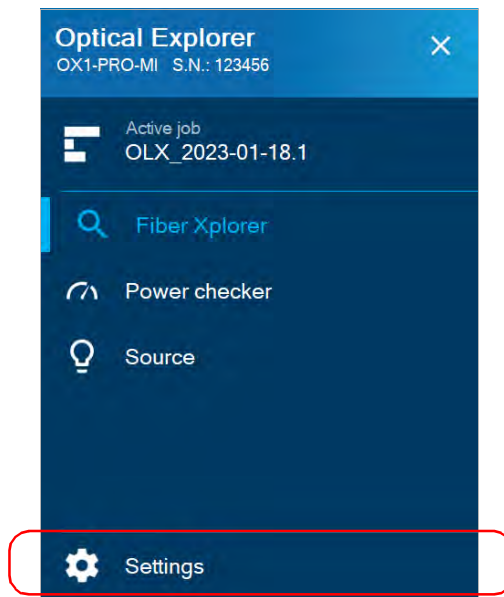 Optical Explorer
OX1-PRO-MI S.N.: 123456
Active job
OLX_2023-01-18.1
Fiber Xplorer
Power checker
Source
Settings